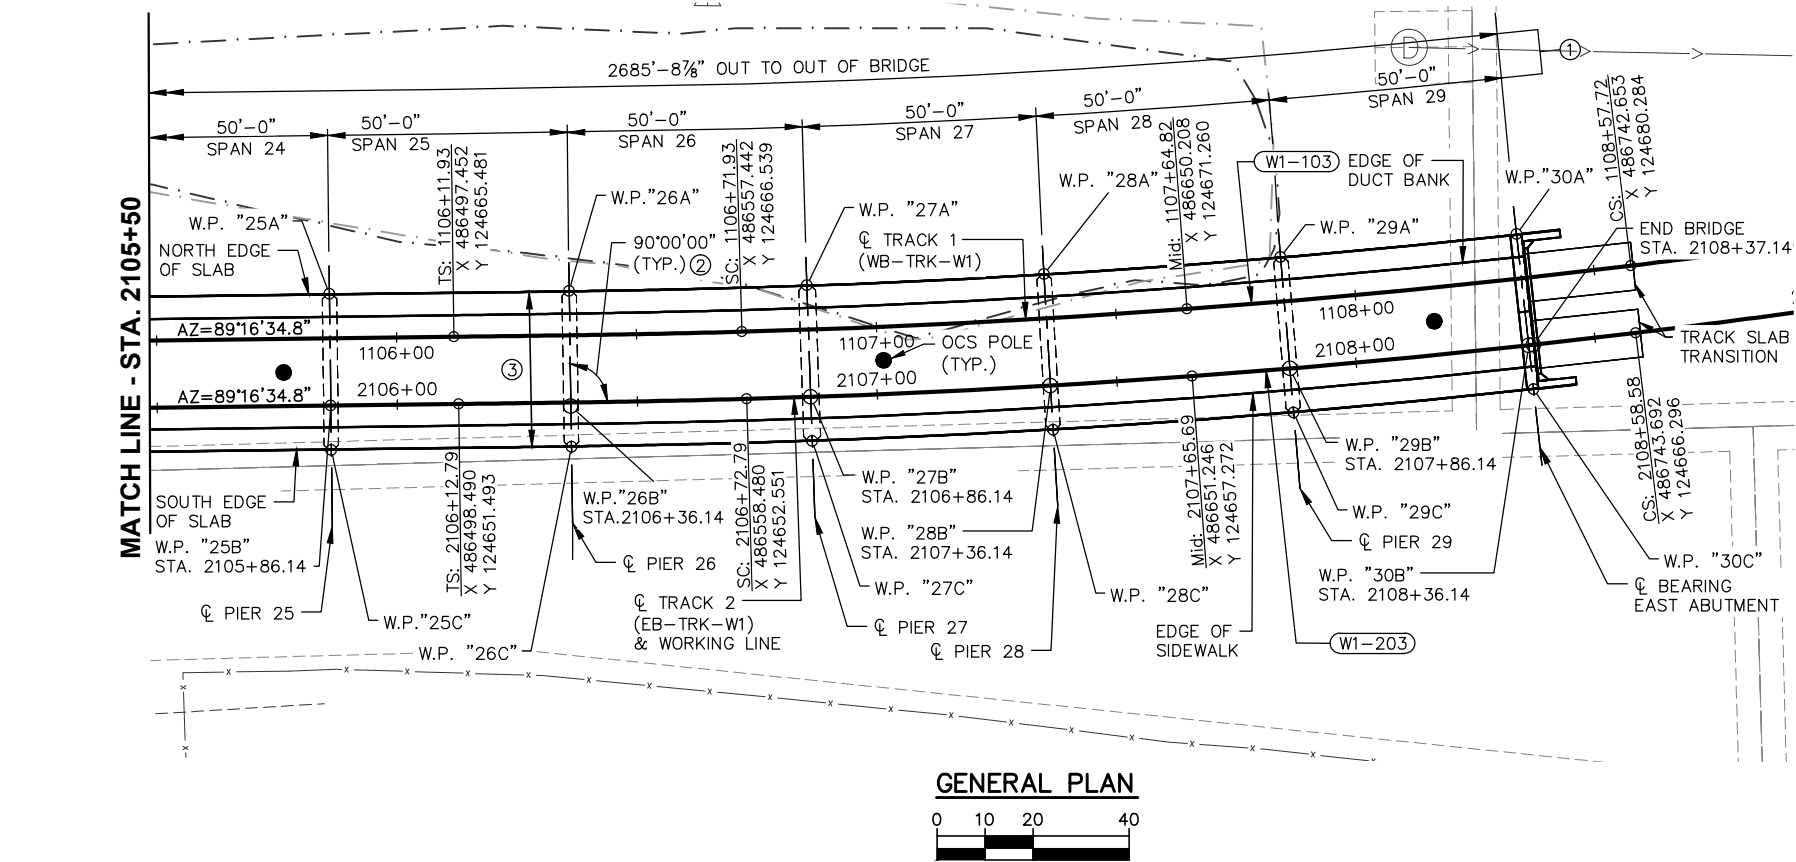 2685'-8⅞" OUT TO OUT OF BRIDGE
D
1
50'-0"
SPAN 24
50'-0"
SPAN 25
50'-0"
SPAN 26
50'-0"
SPAN 27
50'-0"
SPAN 28
50'-0"
SPAN 29
MATCH LINE - STA. 2105+50
TS: 1106+11.93
X 486497.452
Y 124665.481
SC: 1106+71.93
X 486557.442
Y 124666.539
Mid: 1107+64.82
X 486650.208
Y 124671.260
CS: 1108+57.72
X 486742.653
Y 124680.284
W.P. "25A"
NORTH EDGE
OF SLAB
W.P."26A"
90°00'00"
(TYP.) 2
W.P. "27A"
℄ TRACK 1
(WB-TRK-W1)
W.P. "28A"
W1-103
EDGE OF
DUCT BANK
W.P. "29A"
W.P."30A"
END BRIDGE
STA. 2108+37.14
AZ=89°16'34.8"
1106+00
3
1107+00
OCS POLE
(TYP.)
1108+00
AZ=89°16'34.8"
2106+00
2107+00
2108+00
TRACK SLAB
TRANSITION
SOUTH EDGE
OF SLAB
W.P. "25B"
STA. 2105+86.14
℄ PIER 25
W.P."25C"
TS: 2106+12.79
X 486498.490
Y 124651.493
W.P. "26C"
W.P."26B"
STA.2106+36.14
℄ PIER 26
℄ TRACK 2
(EB-TRK-W1)
& WORKING LINE
SC: 2106+72.79
X 486558.480
Y 124652.551
W.P. "27B"
STA. 2106+86.14
W.P. "28B"
STA. 2107+36.14
W.P. "27C"
℄ PIER 27
℄ PIER 28
W.P. "28C"
Mid: 2107+65.69
X 486651.246
Y 124657.272
EDGE OF
SIDEWALK
W.P. "29B"
STA. 2107+86.14
W.P. "29C"
℄ PIER 29
W.P. "30B"
STA. 2108+36.14
W1-203
CS: 2108+58.58
X 486743.692
Y 124666.296
W.P. "30C"
℄ BEARING
EAST ABUTMENT
GENERAL PLAN
0 10 20 40